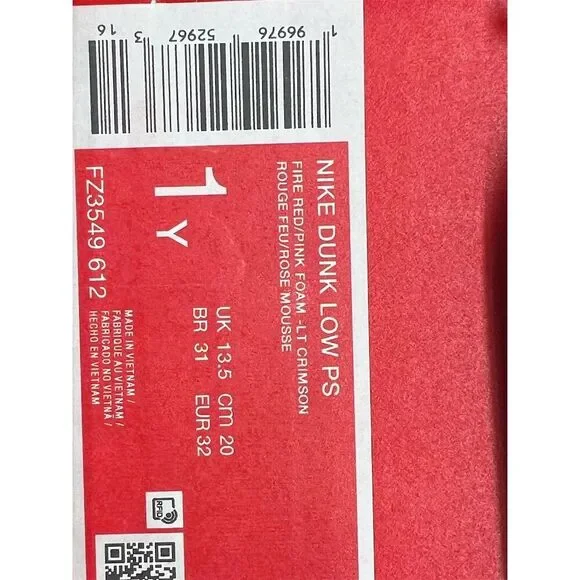 1 96976 52967 3
16
NIKE DUNK LOW PS
FIRE RED/PINK FOAM -LT CRIMSON
ROUGE FEU/ROSE MOUSSE
1 Y
UK 13.5 cm 20
BR 31 EUR 32
FZ3549 612
MADE IN VIETNAM /
FABRIQUE AU VIETNAM /
FABRICADO NO VIETNÃ /
HECHO EN VIETNAM
RFID